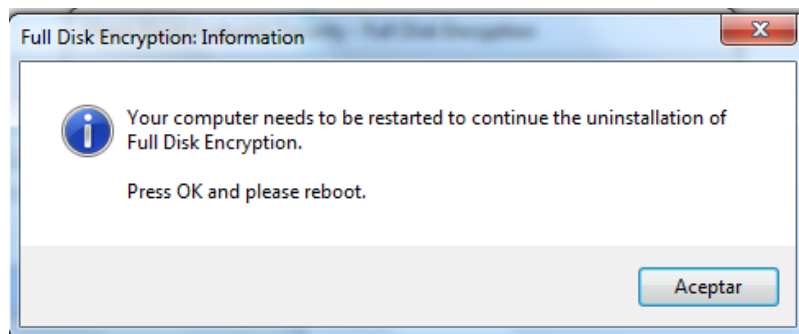 Full Disk Encryption: Information
Your computer needs to be restarted to continue the uninstallation of
Full Disk Encryption.
Press OK and please reboot.
Aceptar